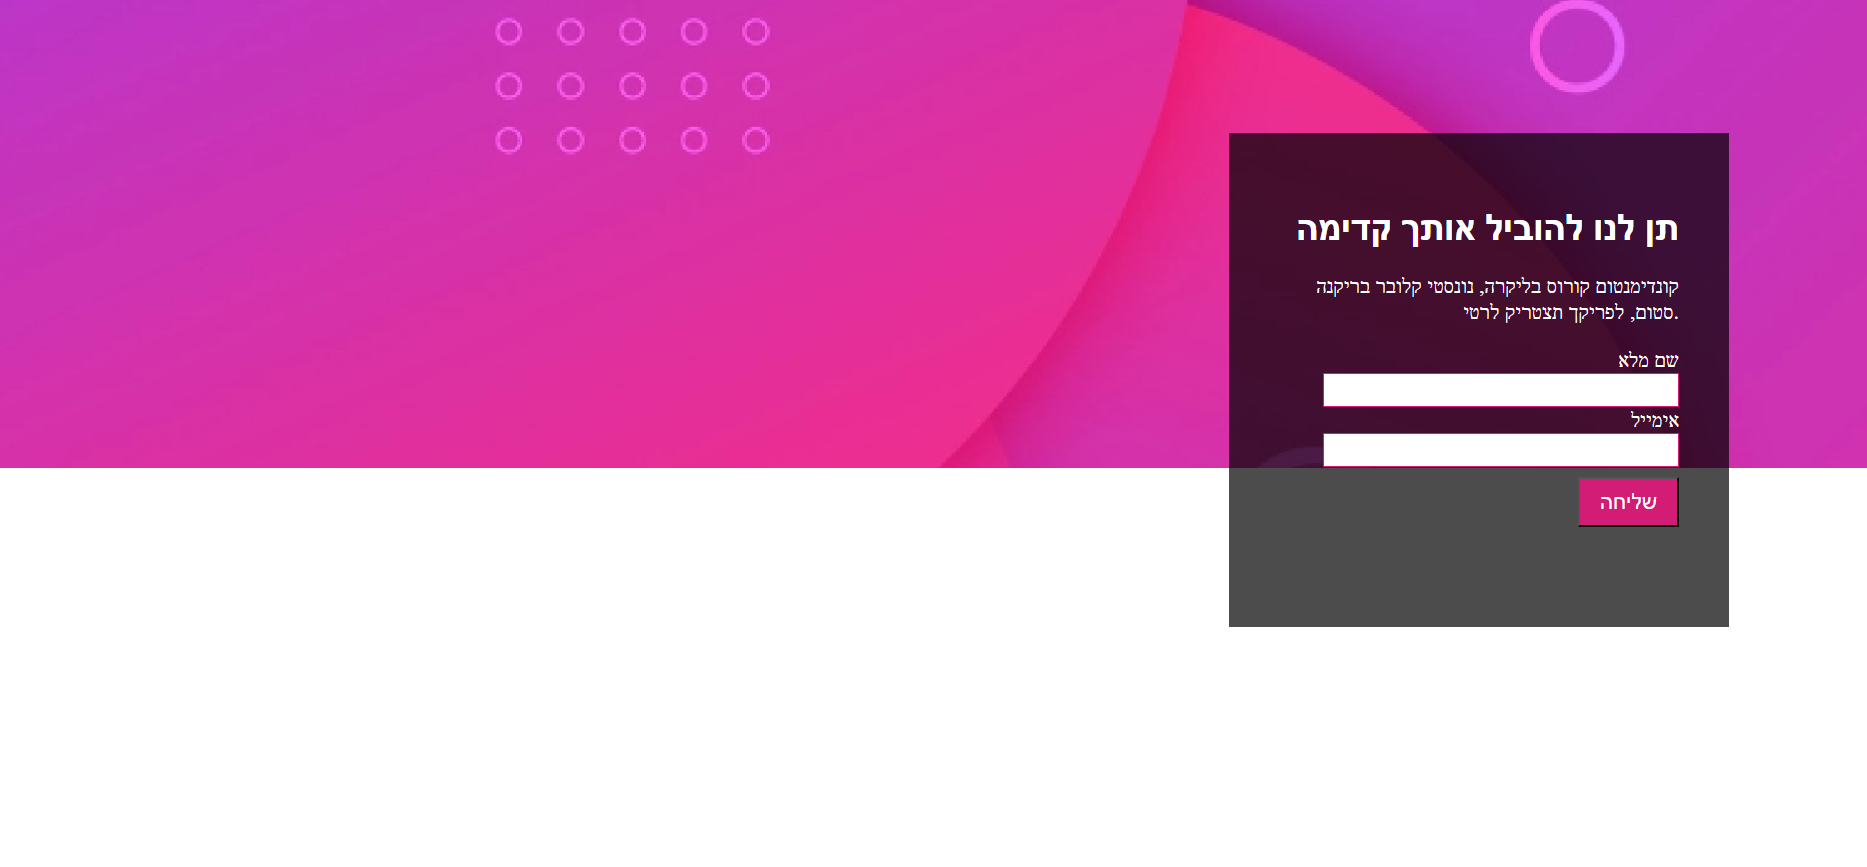 תן לנו להוביל אותך קדימה
קונדימנטום קורוס בליקרה, נונסטי קלובר בריקנה
.סטום, לפריקך תצטריק לרטי
שם מלא
אימייל
שליחה